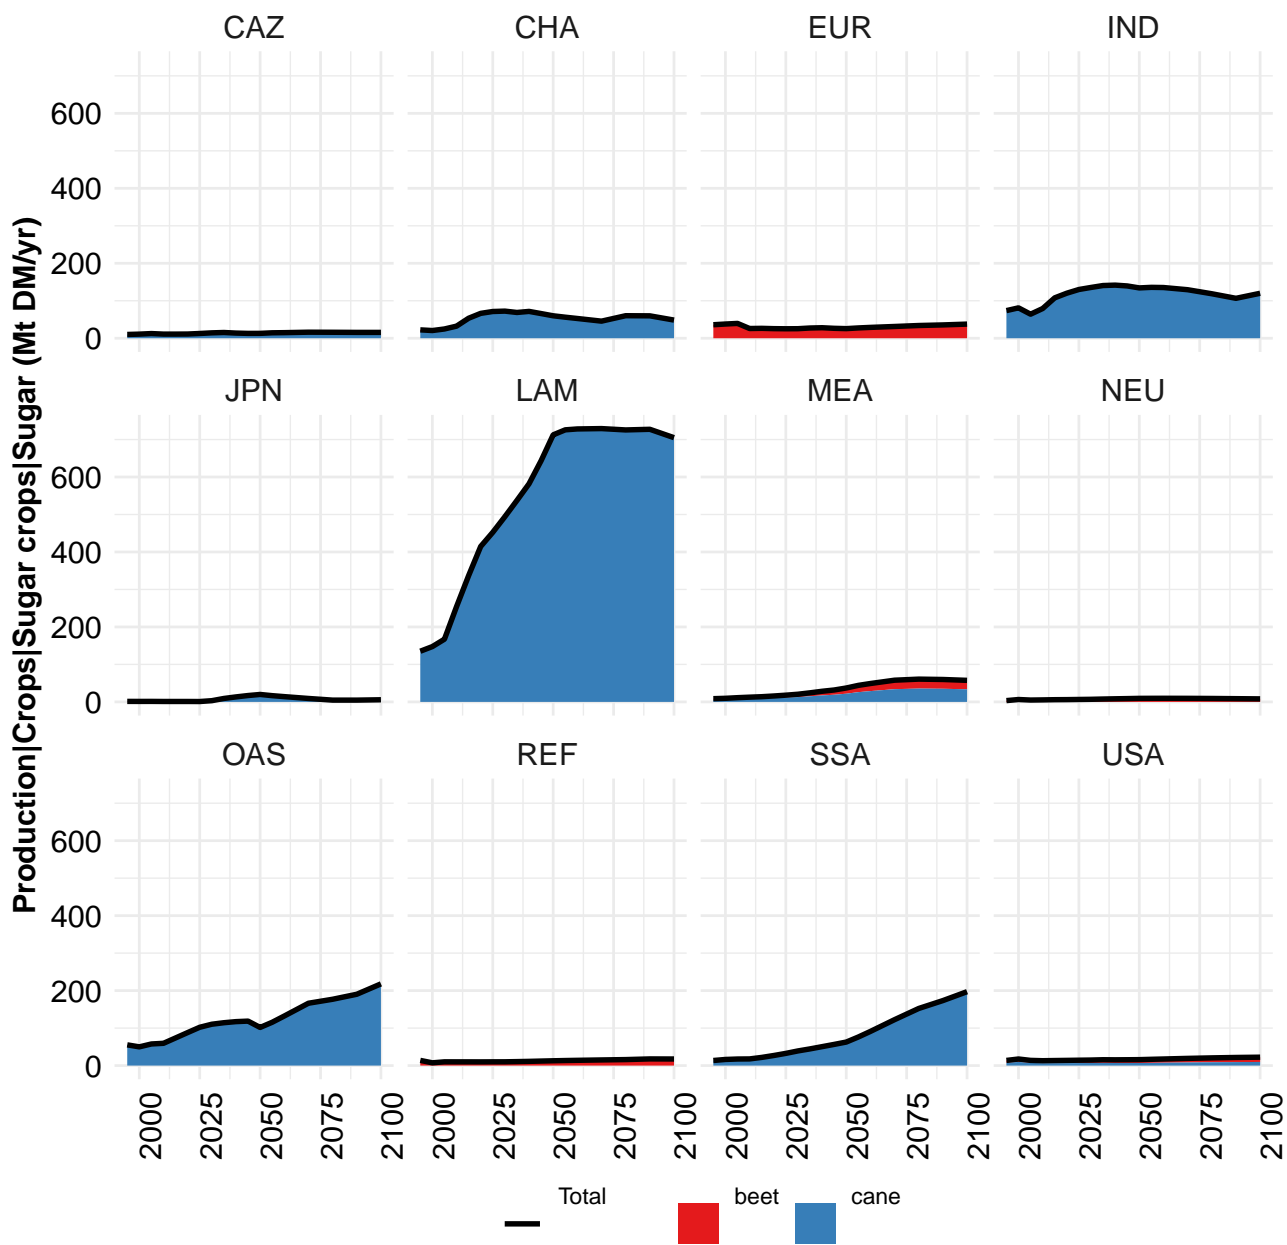 CAZ CHA EUR IND
600
400
200
0
JPN LAM MEA NEU
600
400
200
0
OAS REF SSA USA
600
400
200
0
Production|Crops|Sugar crops|Sugar (Mt DM/yr)
2000 2025 2050 2075 2100 2000 2025 2050 2075 2100 2000 2025 2050 2075 2100 2000 2025 2050 2075 2100
Total beet cane